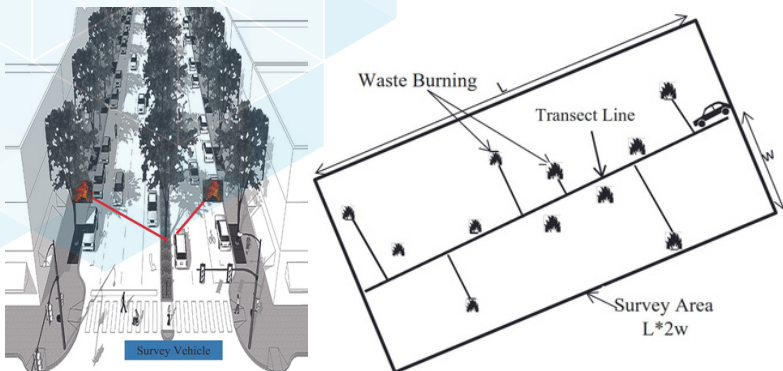 Survey Vehicle
Waste Burning
L
Transect Line
w
Survey Area
L*2w